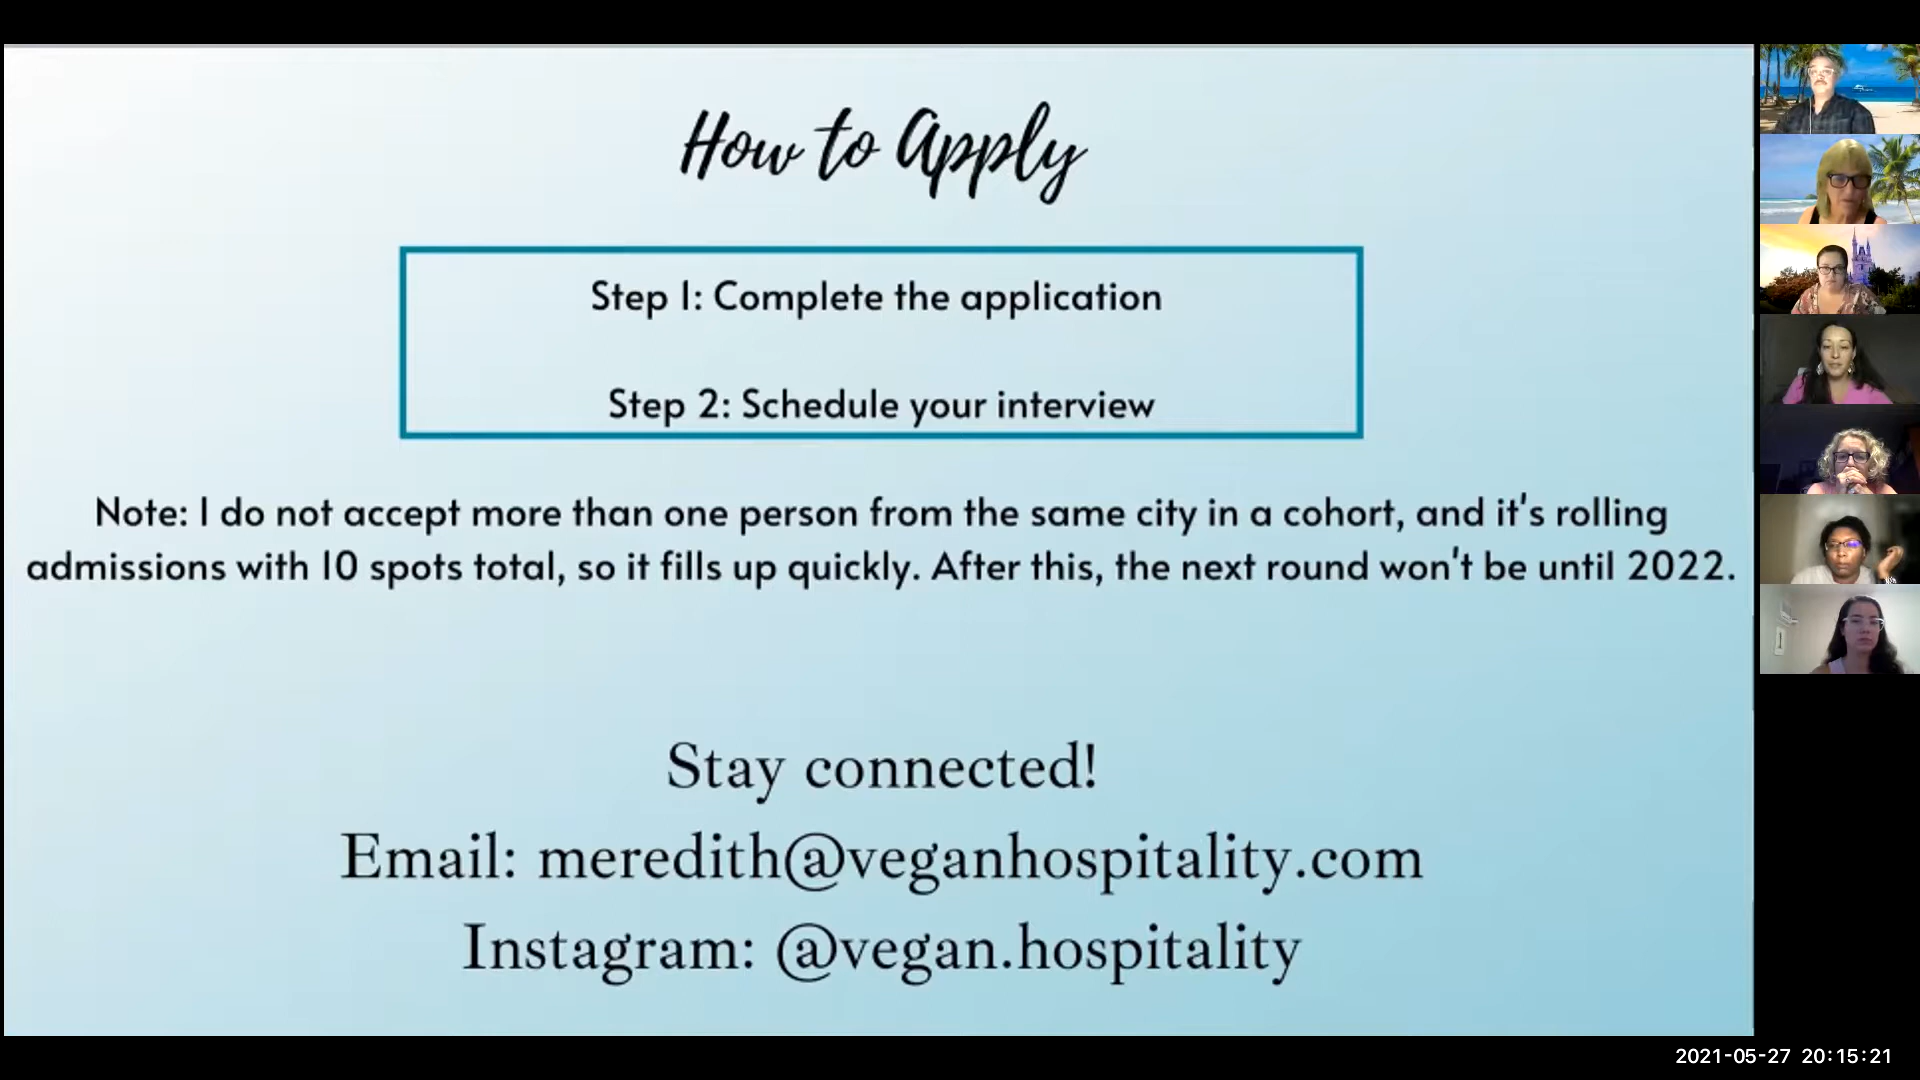 How to Apply
Step 1: Complete the application
Step 2: Schedule your interview
Note: I do not accept more than one person from the same city in a cohort, and it's rolling
admissions with 10 spots total, so it fills up quickly. After this, the next round won't be until 2022.
Stay connected!
Email: meredith@veganhospitality.com
Instagram: @vegan.hospitality
2021-05-27 20:15:21